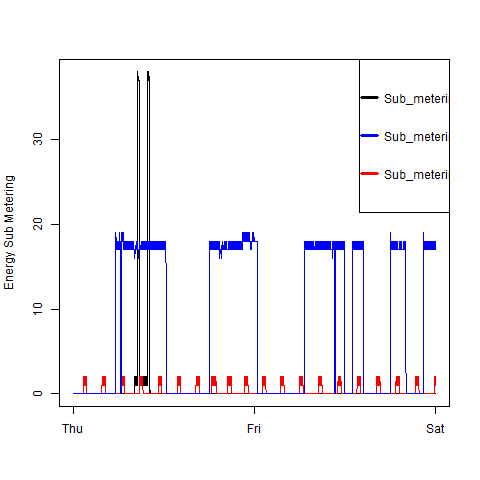 Energy Sub Metering
30
20
10
0
Thu
Fri
Sat
Sub_meteri
Sub_meteri
Sub_meteri